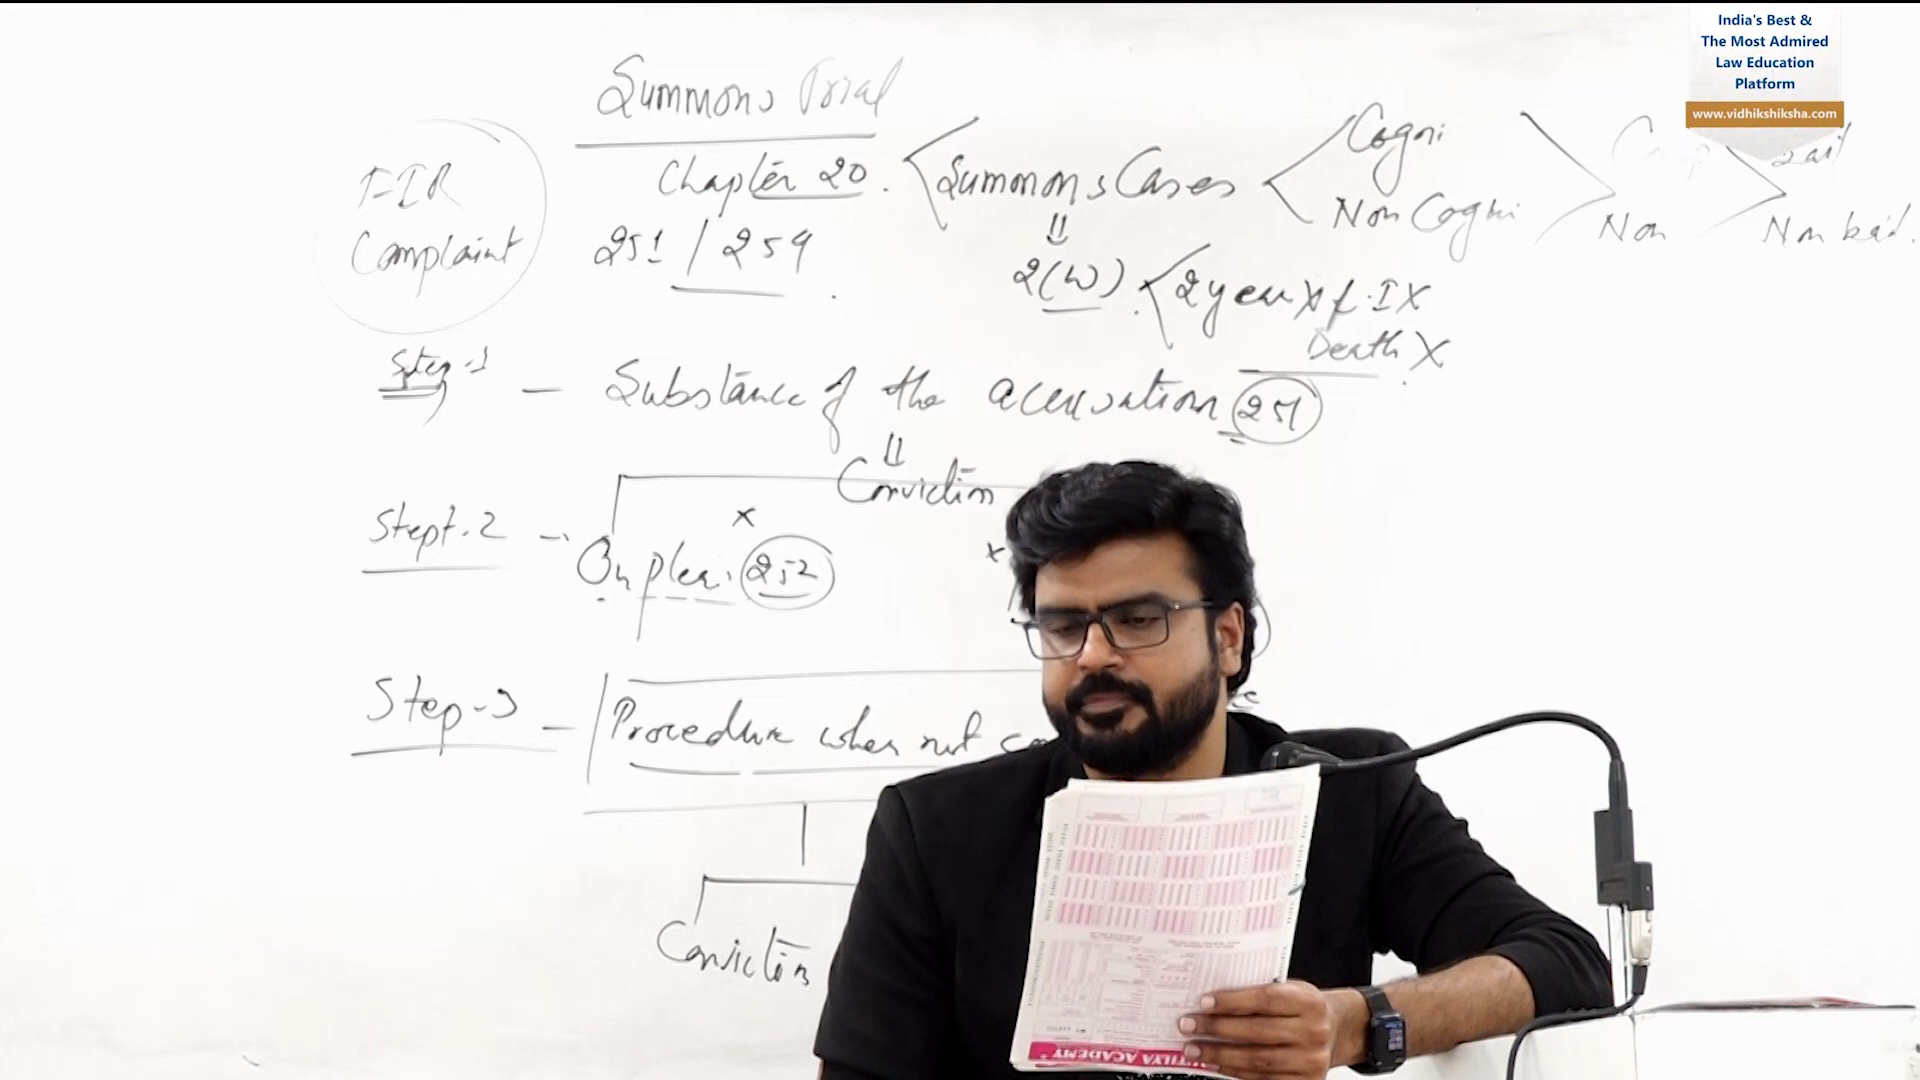 India's Best &
The Most Admired
Law Education
Platform
www.vidhikshiksha.com
Summons Trial
Chapter 20.
251 / 259
FIR
Complaint
Summons Cases
Cogni
Non Cogni
Non
bail
Non bail.
2(W).
2 year X L.I X
Death X
Step-1 — Substance of the accusation 251
Conviction
Stept.2 — On plea. 252
Step-3 — Procedure when not
Conviction